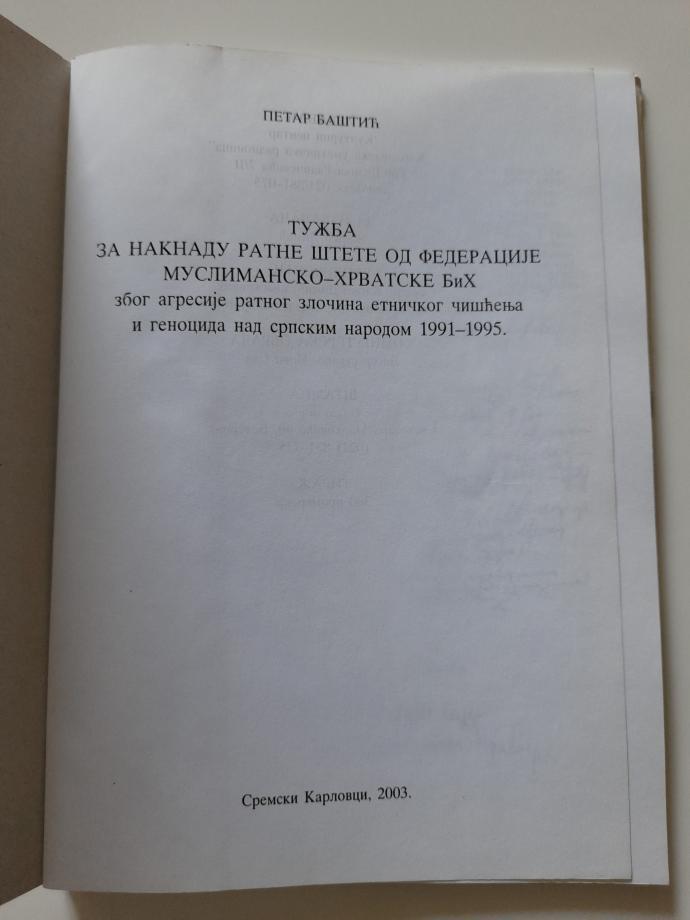 ПЕТАР БАШТИЋ
ТУЖБА
ЗА НАКНАДУ РАТНЕ ШТЕТЕ ОД ФЕДЕРАЦИЈЕ
МУСЛИМАНСКО–ХРВАТСКЕ БиХ
због агресије ратног злочина етничког чишћења
и геноцида над српским народом 1991–1995.
Сремски Карловци, 2003.